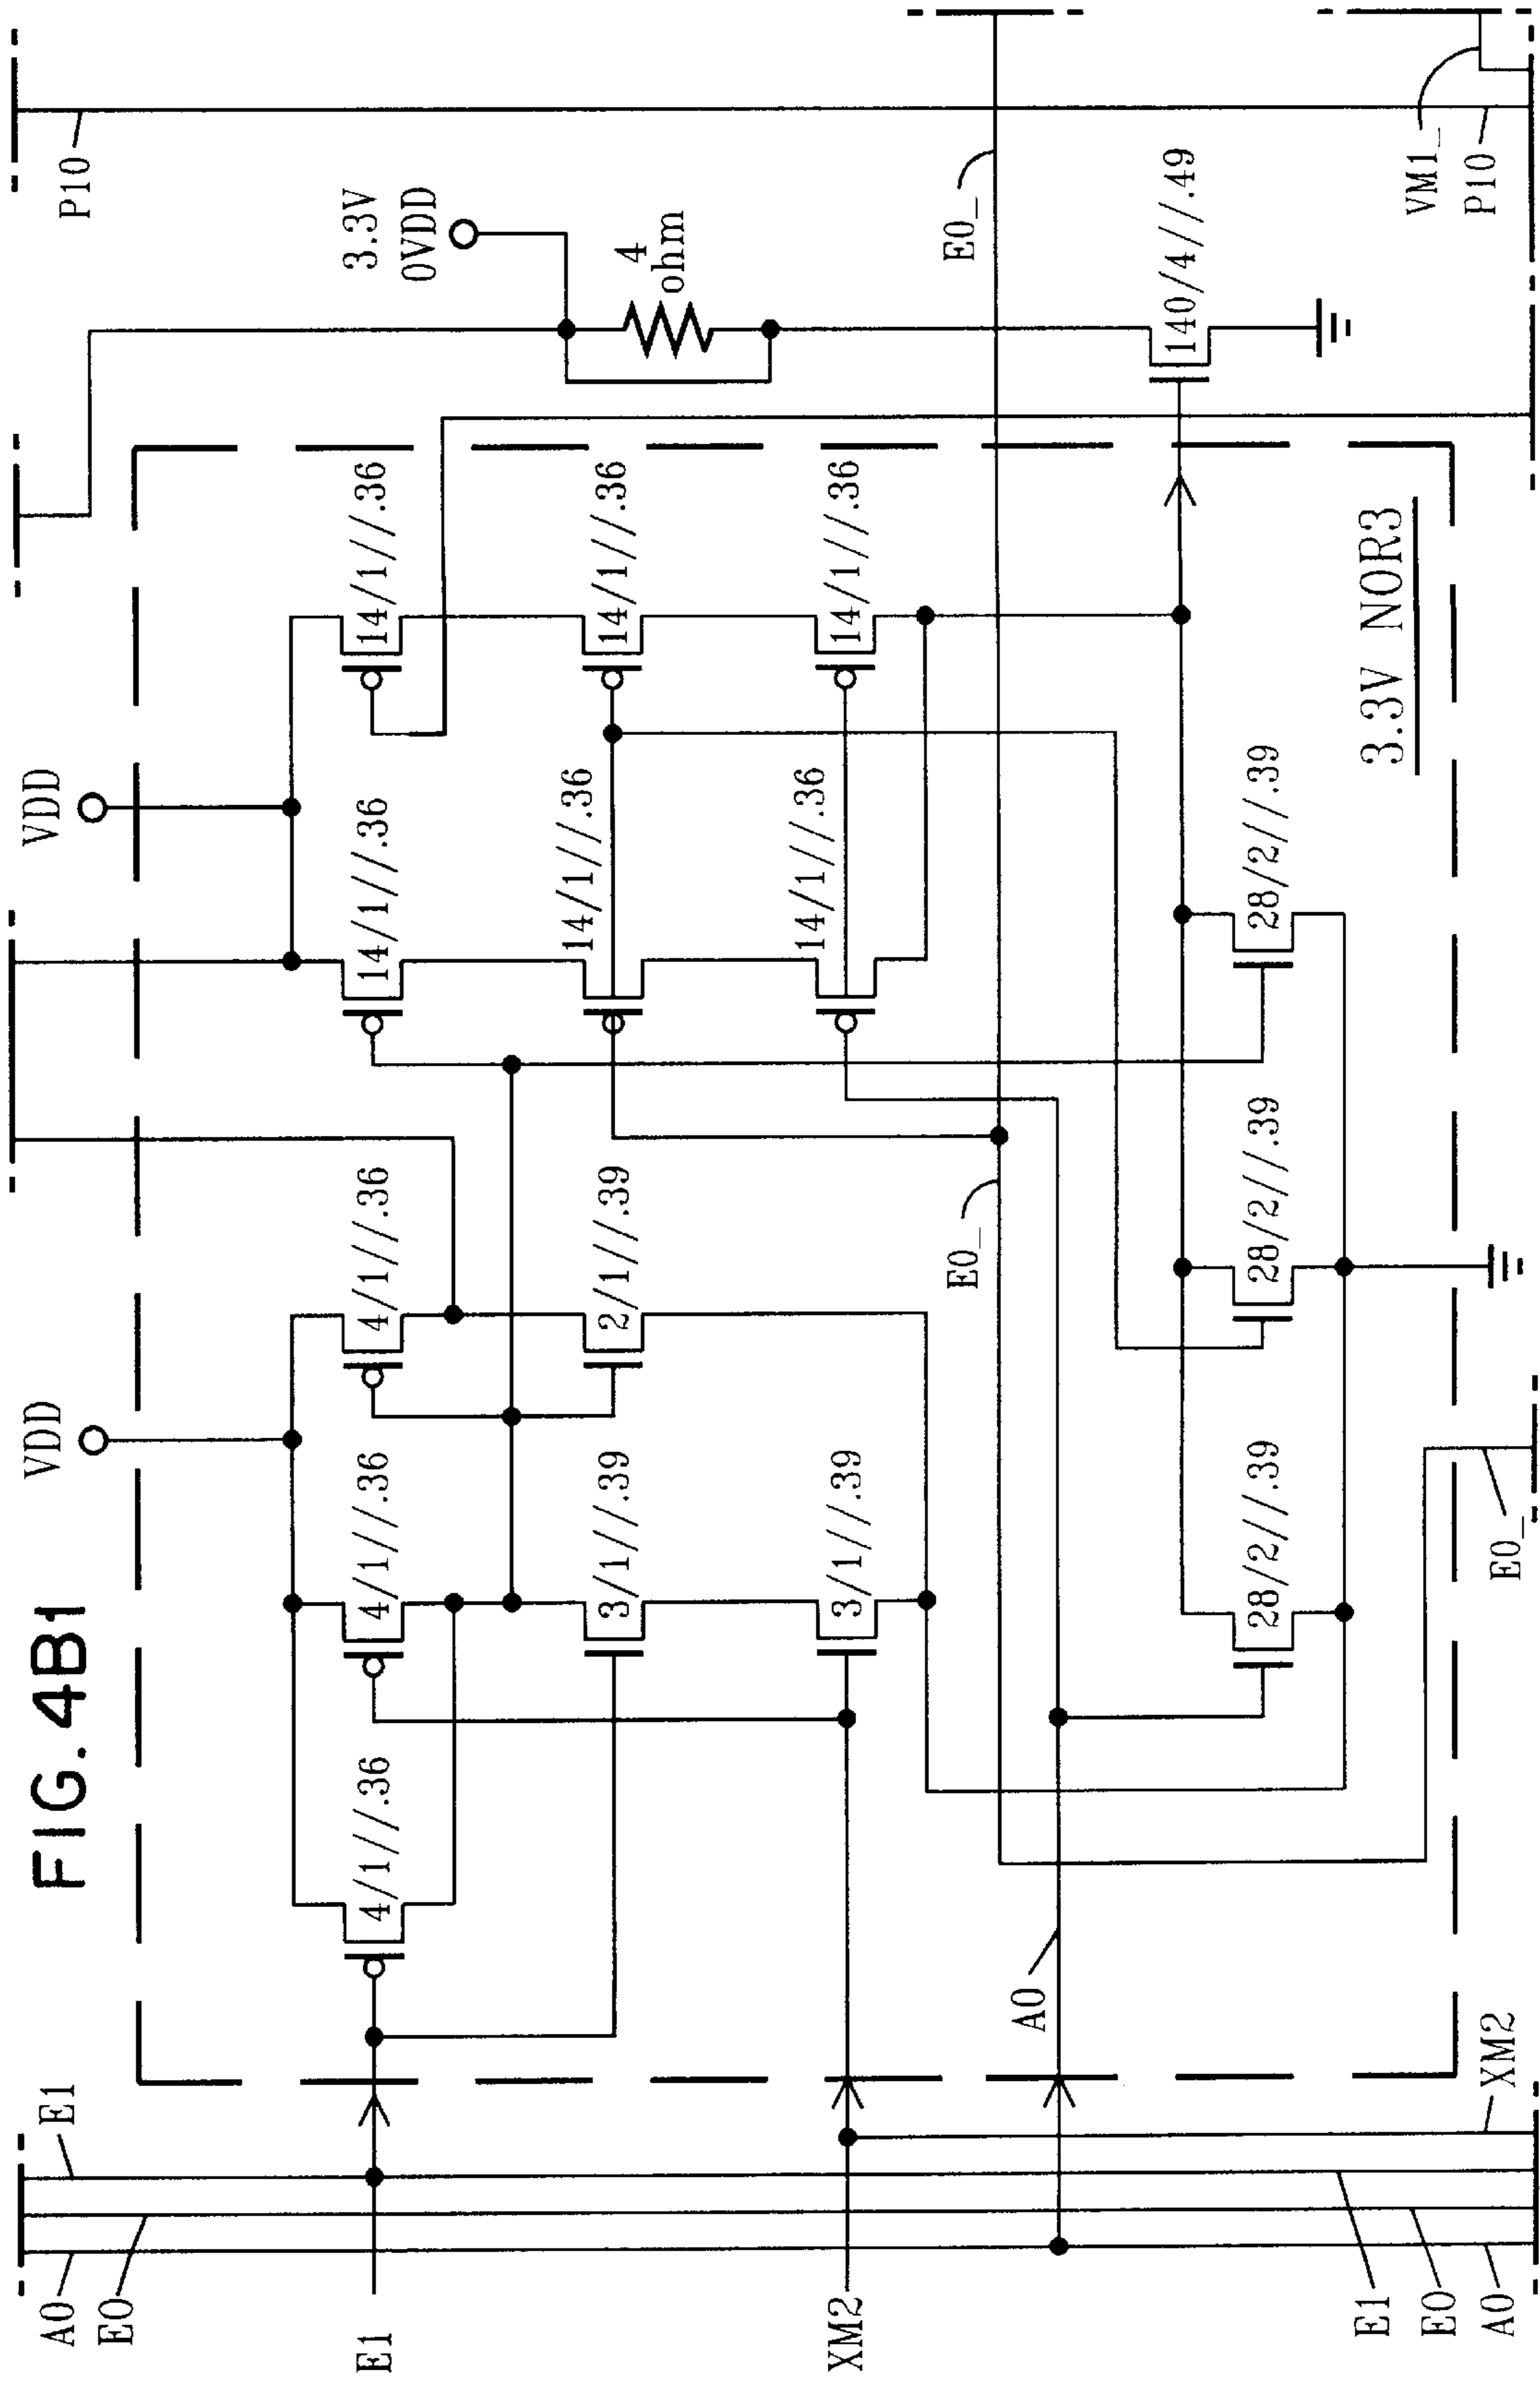 FIG. 4B1
VDD
VDD
P10
3.3V
0VDD
4
ohm
A0
E0
E1
E1
4/1//.36
4/1//.36
4/1//.36
14/1//.36
14/1//.36
3/1//.39
2/1//.39
14/1//.36
14/1//.36
3/1//.39
14/1//.36
14/1//.36
XM2
A0
E0_
E0_
28/2//.39
28/2//.39
28/2//.39
140/4//.49
3.3V NOR3
E1
E0
A0
XM2
E0_
VM1_
P10